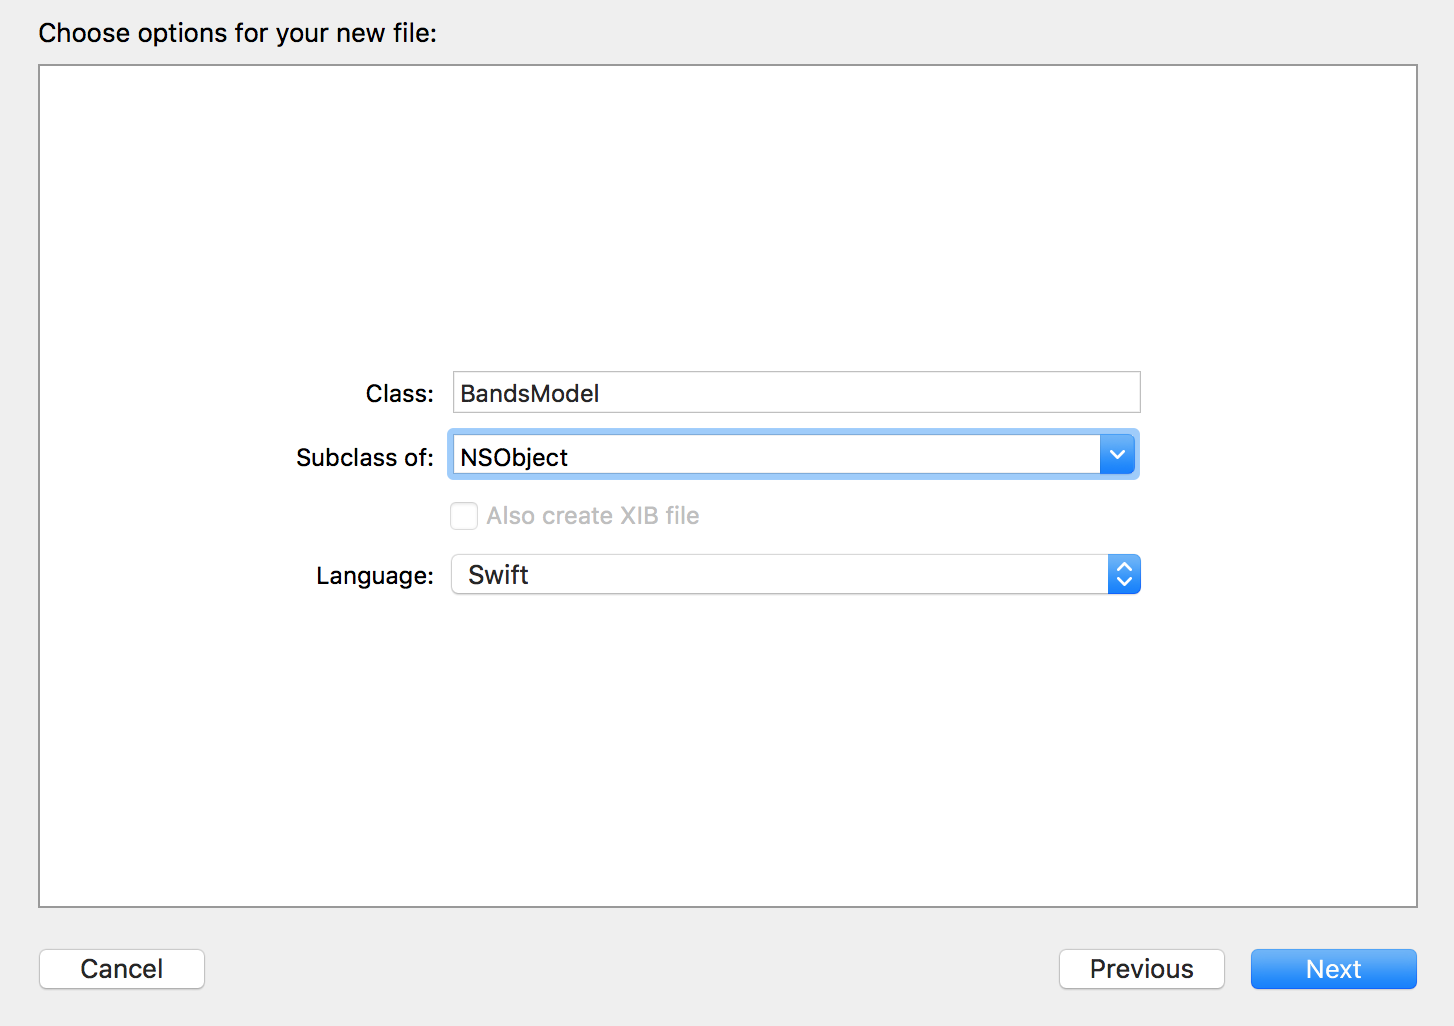 Choose options for your new file:
Class: BandsModel
Subclass of: NSObject
Also create XIB file
Language: Swift
Cancel Previous Next